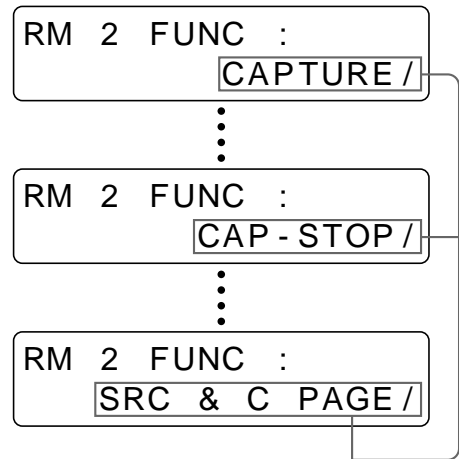 RM 2 FUNC :
CAPTURE/
RM 2 FUNC :
CAP-STOP/
RM 2 FUNC :
SRC & C PAGE/